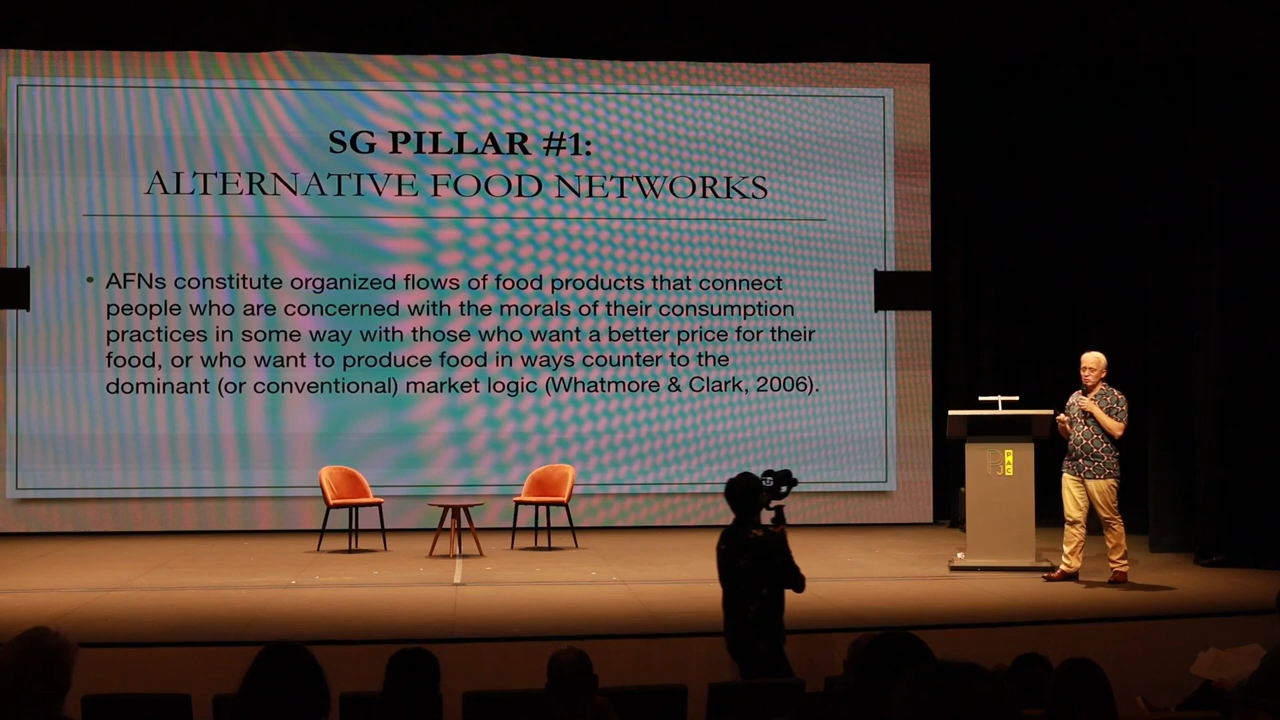 SG PILLAR #1:
ALTERNATIVE FOOD NETWORKS
• AFNs constitute organized flows of food products that connect
people who are concerned with the morals of their consumption
practices in some way with those who want a better price for their
food, or who want to produce food in ways counter to the
dominant (or conventional) market logic (Whatmore & Clark, 2006).
PJ
PAC